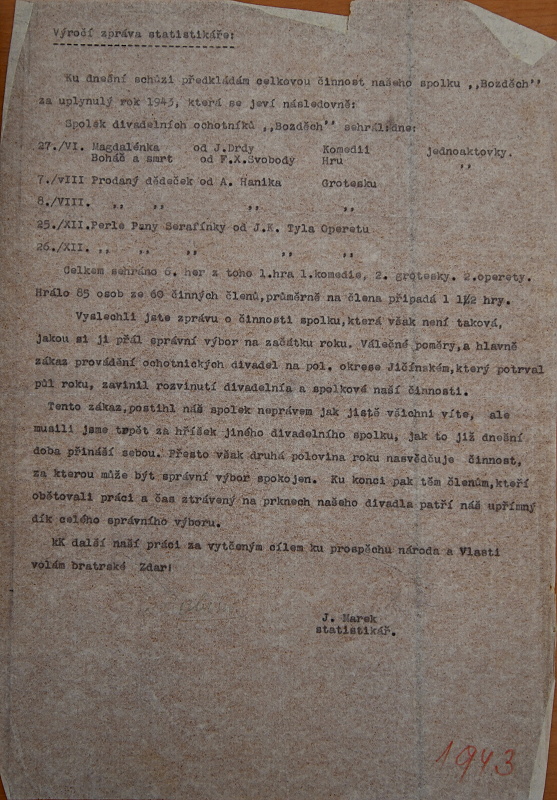 Výročí zpráva statistikáře:
Ku dnešní schůzi předkládám celkovou činnost našeho spolku ,,Bozděch''
za uplynulý rok 1943, která se jeví následovně:
Spolek divadelních ochotníků ,,Bozděch'' sehrál:dne:
27./VI. Magdalénka od J.Drdy Komedii jednoaktovky.
Boháč a smrt od F.X.Svobody Hru ,,
7./vIII Prodaný dědeček od A. Hanika Grotesku
8./VIII. ,, ,, ,, ,,
25./XII.Perle Pany Serafínky od J.K. Tyla Operetu
26./XII. ,, ,, ,, ,, ,,
Celkem sehráno 6. her z toho 1.hra 1.komedie, 2. grotesky. 2.operety.
Hrálo 85 osob ze 60 činných členů,průměrně na člena připadá 1 1/2 hry.
Vyslechli jste zprávu o činnosti spolku,která však není taková,
jakou si ji přál správní výbor na začátku roku. Válečné poměry,a hlavně
zákaz provádění ochotnických divadel na pol. okrese Jičínském,který potrval
půl roku, zavinil rozvinutí divadelnía a spolkové naší činnosti.
Tento zákaz,postihl náš spolek neprávem jak jistě všichni víte, ale
musili jsme trpět za hříšek jiného divadelního spolku, jak to již dnešní
doba přináší sebou. Přesto však druhá polovina roku nasvědčuje činnost,
za kterou může být správní výbor spokojen. Ku konci pak těm členům,kteří
obětovali práci a čas ztrávený na prknech našeho divadla patří náš upřímný
dík celého správního výboru.
kK další naší práci za vytčeným cílem ku prospěchu národa a Vlasti
volám bratrské Zdar!
J. Marek
statistikář.
1943